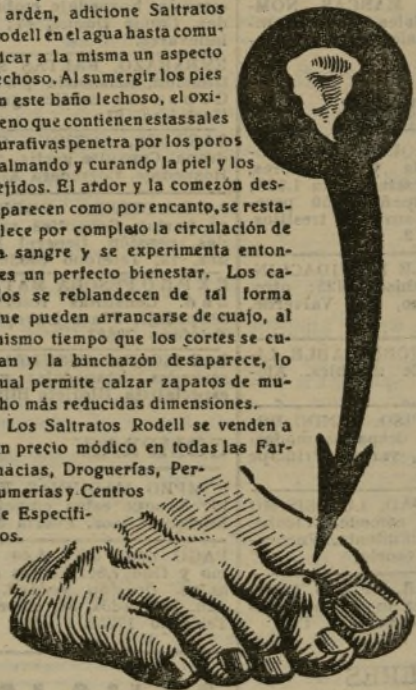 arden, adicione Saltratos
odell en el agua hasta comu-
icar a la misma un aspecto
echoso. Al sumergir los pies
n este baño lechoso, el oxí-
eno que contienen estas sales
urativas penetra por los poros
almando y curando la piel y los
ejidos. El ardor y la comezón des-
parecen como por encanto, se resta-
lece por completo la circulación de
a sangre y se experimenta enton-
es un perfecto bienestar. Los ca-
los se reblandecen de tal forma
ue pueden arrancarse de cuajo, al
ismo tiempo que los cortes se cu-
an y la hinchazón desaparece, lo
ual permite calzar zapatos de mu-
ho más reducidas dimensiones.
Los Saltratos Rodell se venden a
n precio módico en todas las Far-
acias, Droguerías, Per-
umerías y Centros
e Especifi-
os.